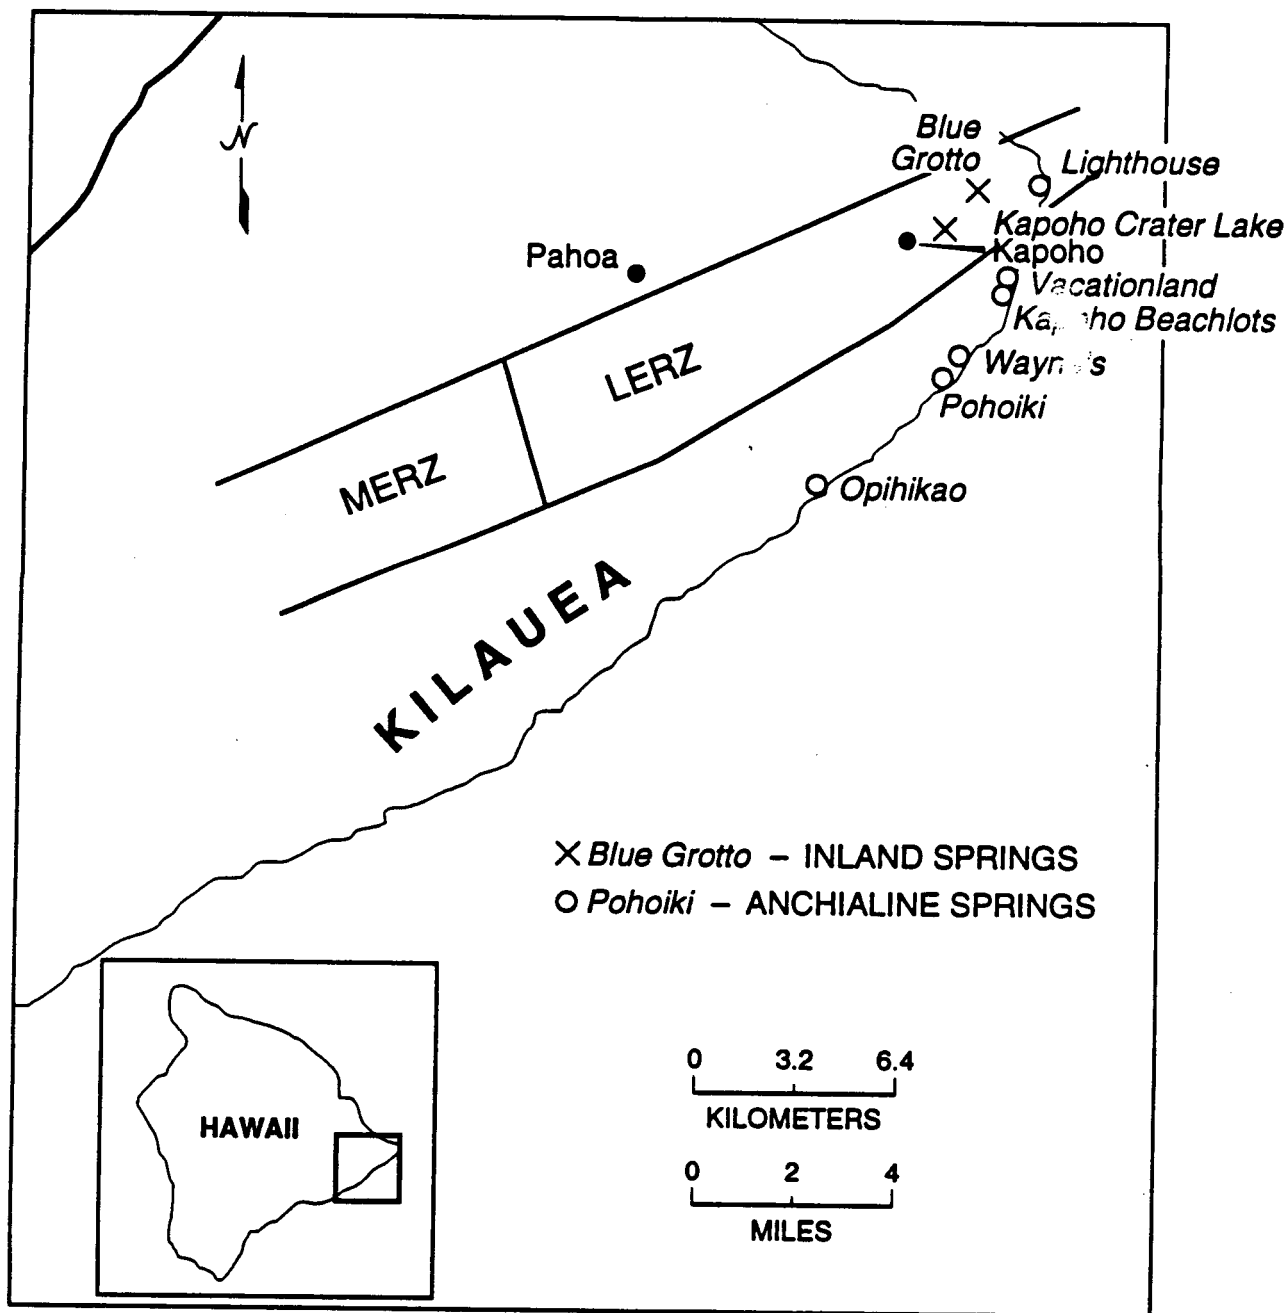 N
Blue
Grotto
Lighthouse
Kapoho Crater Lake
Kapoho
Pahoa
Vacationland
Beachlots
LERZ
Pohoiki
MERZ
Opihikao
KILAUEA
X Blue Grotto – INLAND SPRINGS
O Pohoiki – ANCHIALINE SPRINGS
HAWAII
0 3.2 6.4
KILOMETERS
0 2 4
MILES